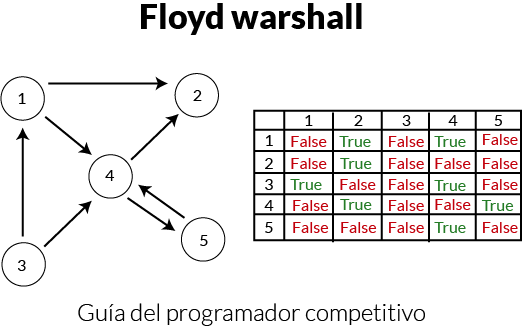 Floyd warshall
1
2
4
5
3
1 2 3 4 5
1 False True False True False
2 False True False False False
3 True False False True False
4 False True False False True
5 False False False True False
Guía del programador competitivo